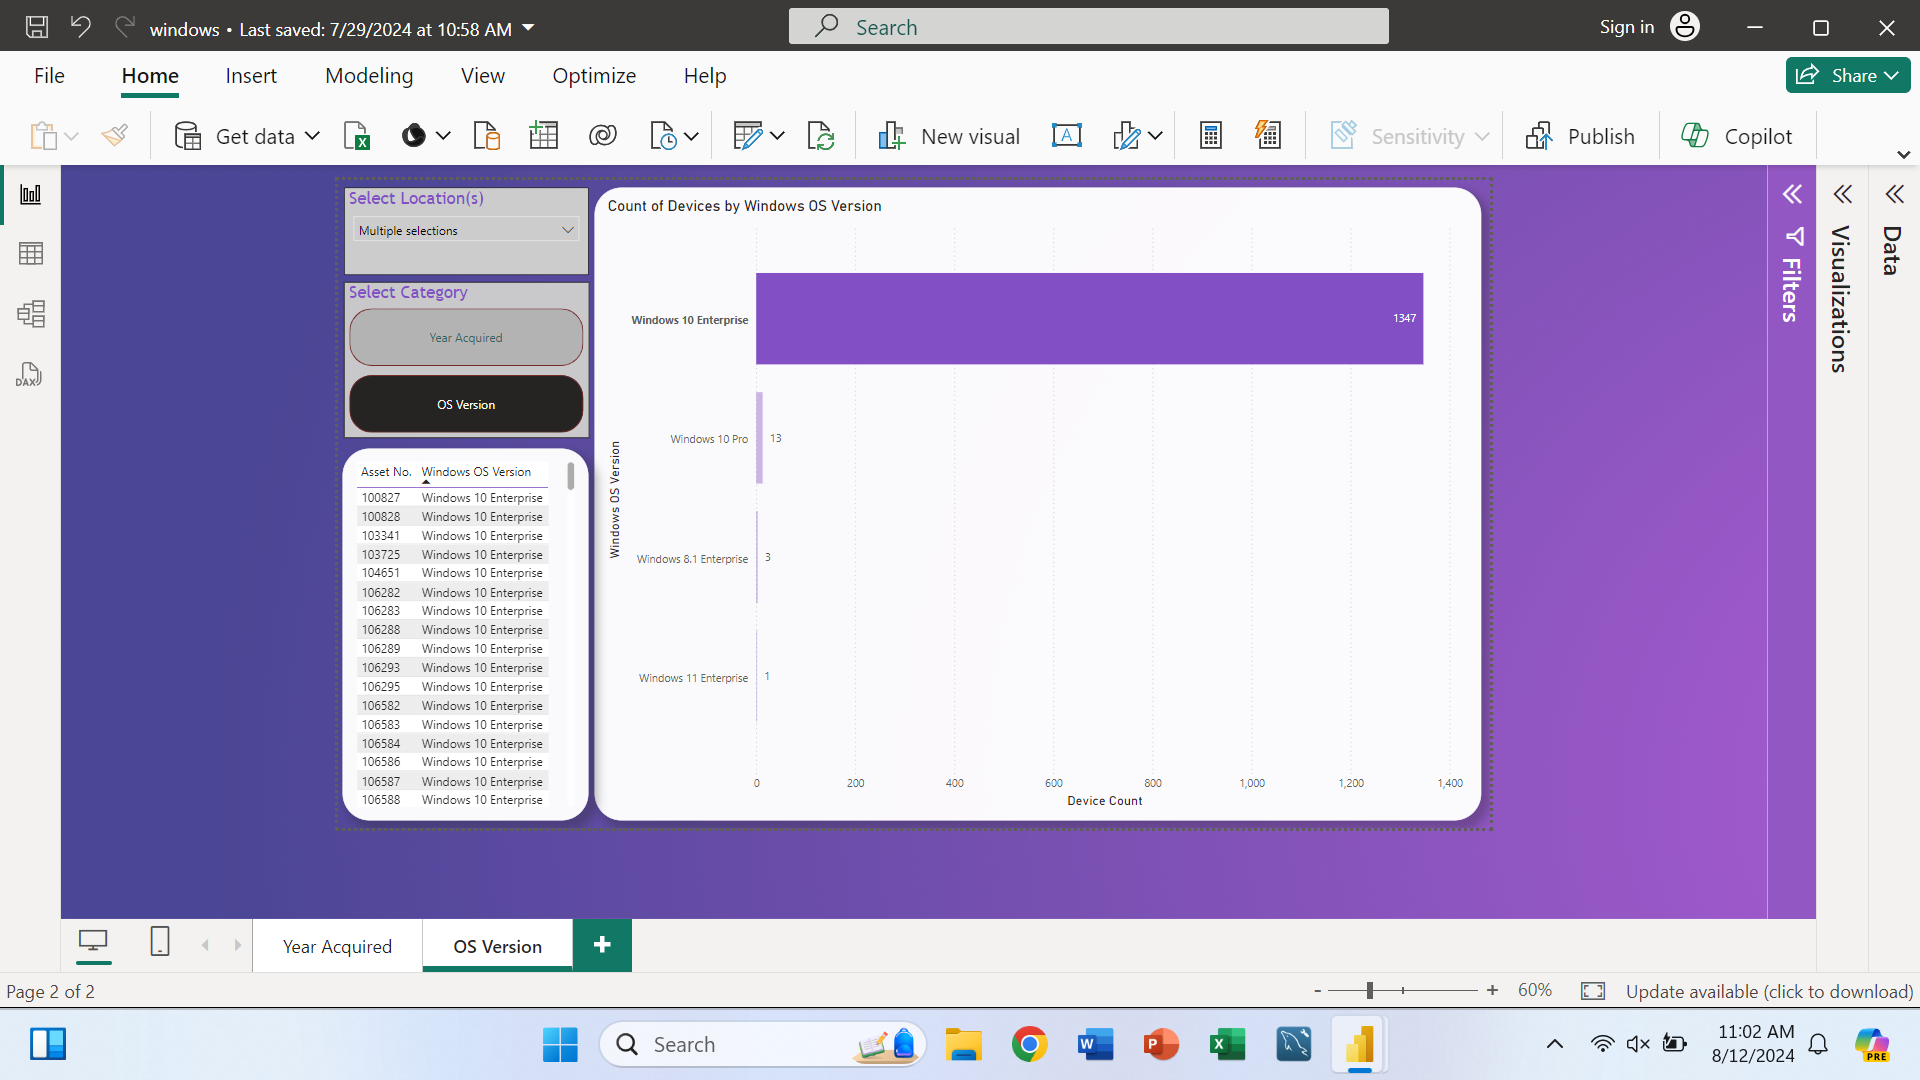 windows • Last saved: 7/29/2024 at 10:58 AM
Search
Sign in
File
Home
Insert
Modeling
View
Optimize
Help
Share
Get data
New visual
Sensitivity
Publish
Copilot
DAX
Select Location(s)
Multiple selections
Select Category
Year Acquired
OS Version
Asset No. Windows OS Version
100827 Windows 10 Enterprise
100828 Windows 10 Enterprise
103341 Windows 10 Enterprise
103725 Windows 10 Enterprise
104651 Windows 10 Enterprise
106282 Windows 10 Enterprise
106283 Windows 10 Enterprise
106288 Windows 10 Enterprise
106289 Windows 10 Enterprise
106293 Windows 10 Enterprise
106295 Windows 10 Enterprise
106582 Windows 10 Enterprise
106583 Windows 10 Enterprise
106584 Windows 10 Enterprise
106586 Windows 10 Enterprise
106587 Windows 10 Enterprise
106588 Windows 10 Enterprise
Count of Devices by Windows OS Version
Windows OS Version
Windows 10 Enterprise 1347
Windows 10 Pro 13
Windows 8.1 Enterprise 3
Windows 11 Enterprise 1
0 200 400 600 800 1,000 1,200 1,400
Device Count
Filters
Visualizations
Data
Year Acquired
OS Version
Page 2 of 2
60%
Update available (click to download)
Search
11:02 AM
8/12/2024
PRE